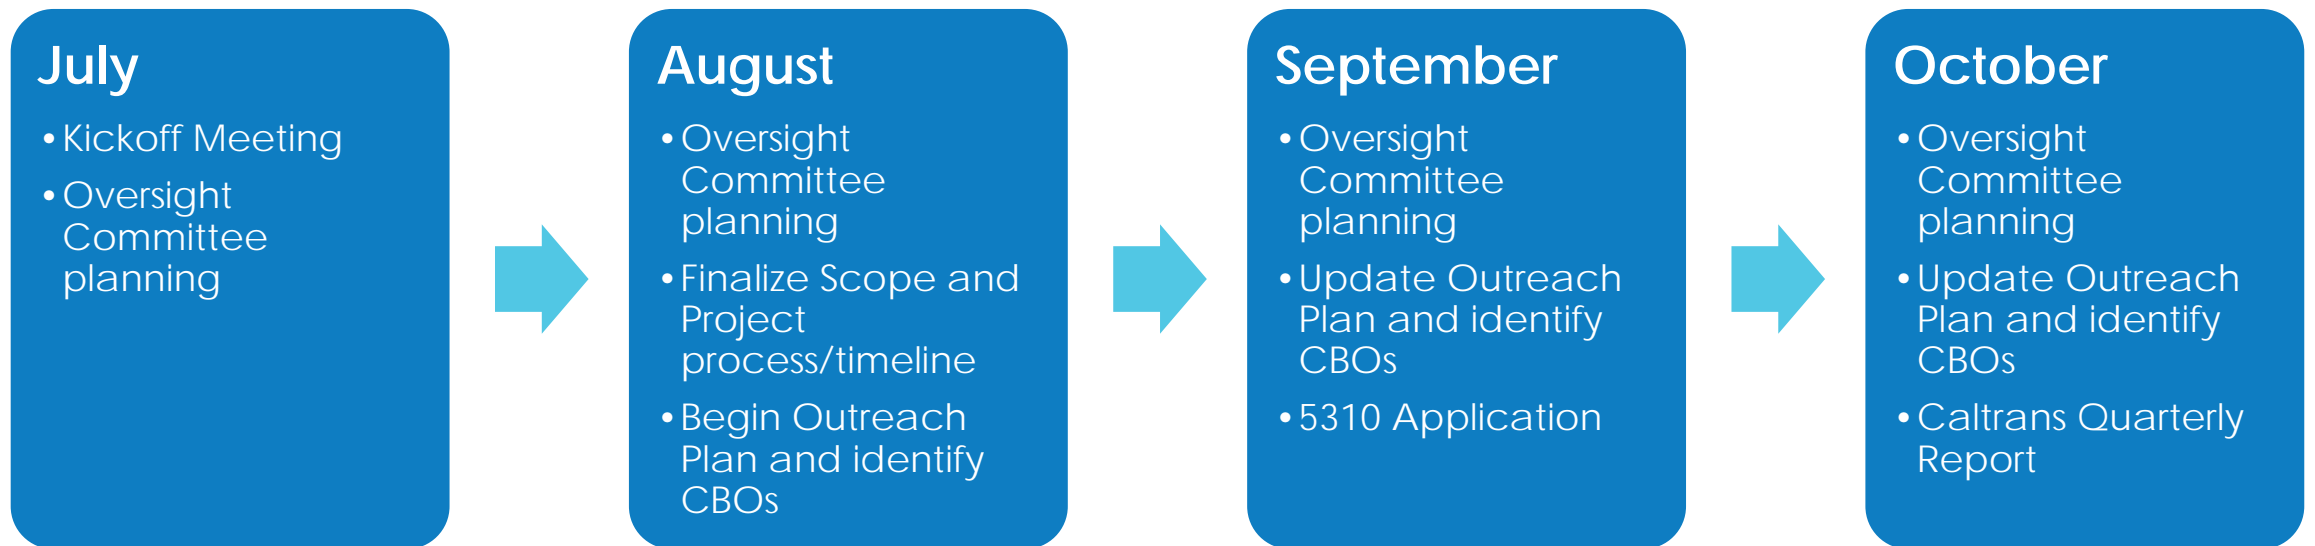 July
•Kickoff Meeting
•Oversight
Committee
planning
August
•Oversight
Committee
planning
•Finalize Scope and
Project
process/timeline
•Begin Outreach
Plan and identify
CBOs
September
•Oversight
Committee
planning
•Update Outreach
Plan and identify
CBOs
•5310 Application
October
•Oversight
Committee
planning
•Update Outreach
Plan and identify
CBOs
•Caltrans Quarterly
Report